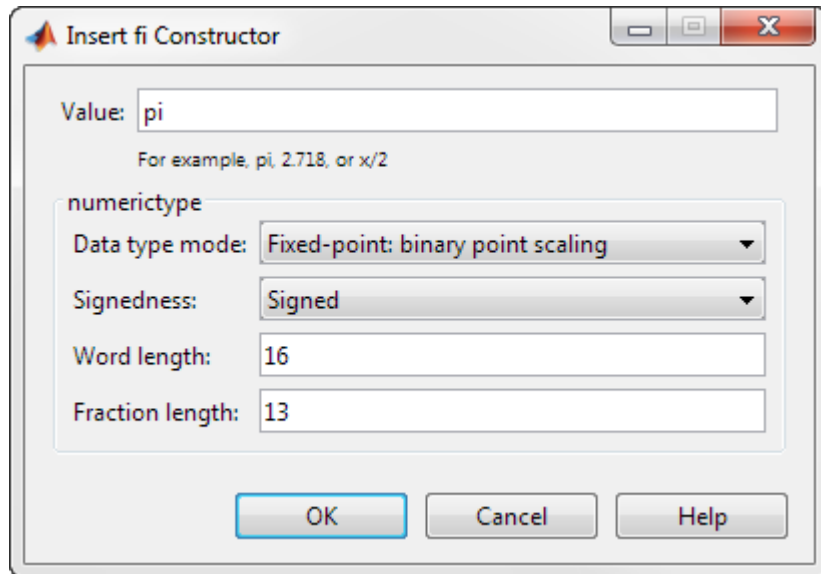 Insert fi Constructor
Value: pi
For example, pi, 2.718, or x/2
numerictype
Data type mode: Fixed-point: binary point scaling
Signedness: Signed
Word length: 16
Fraction length: 13
OK Cancel Help